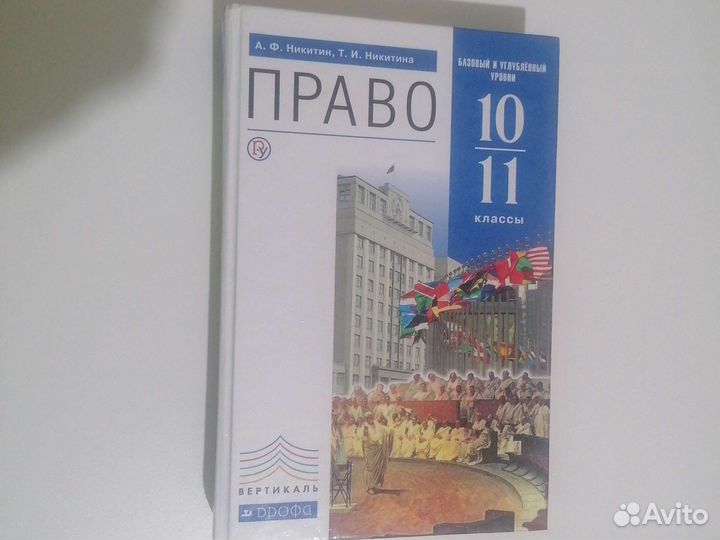 А. Ф. Никитин, Т. И. Никитина
ПРАВО
БАЗОВЫЙ И УГЛУБЛЁННЫЙ
УРОВНИ
10
11
классы
ВЕРТИКАЛЬ
дрофа
Avito